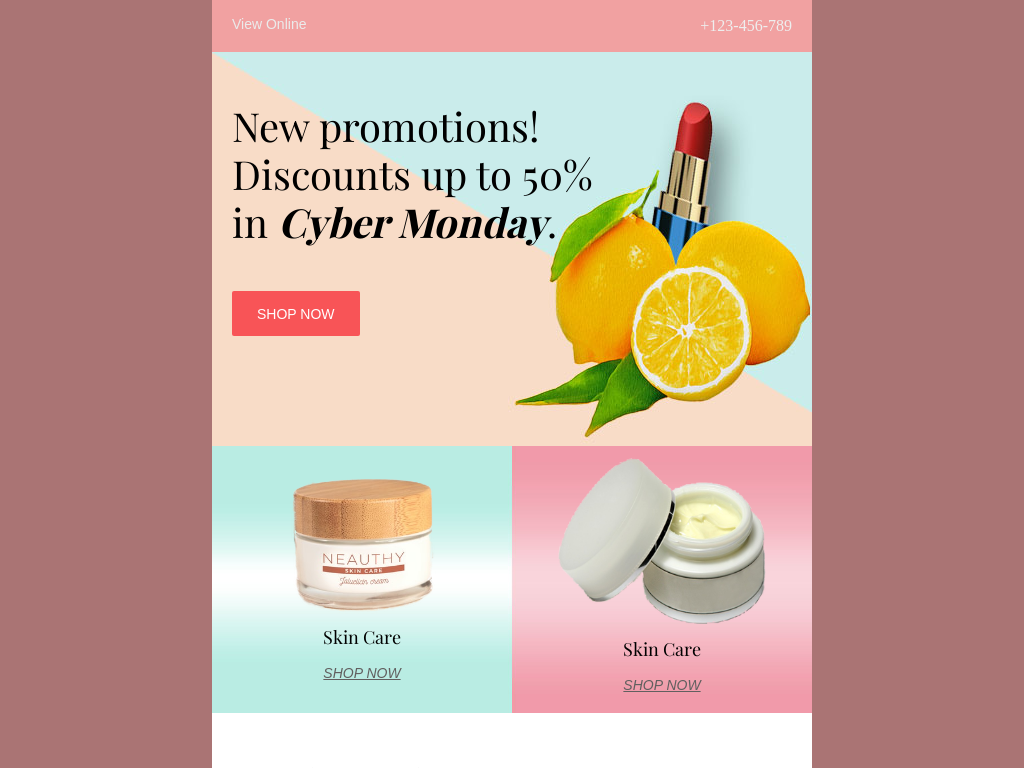 View Online
+123-456-789
New promotions!
Discounts up to 50%
in Cyber Monday.
SHOP NOW
NEAUTHY
SKIN CARE
Skin Care
SHOP NOW
Skin Care
SHOP NOW